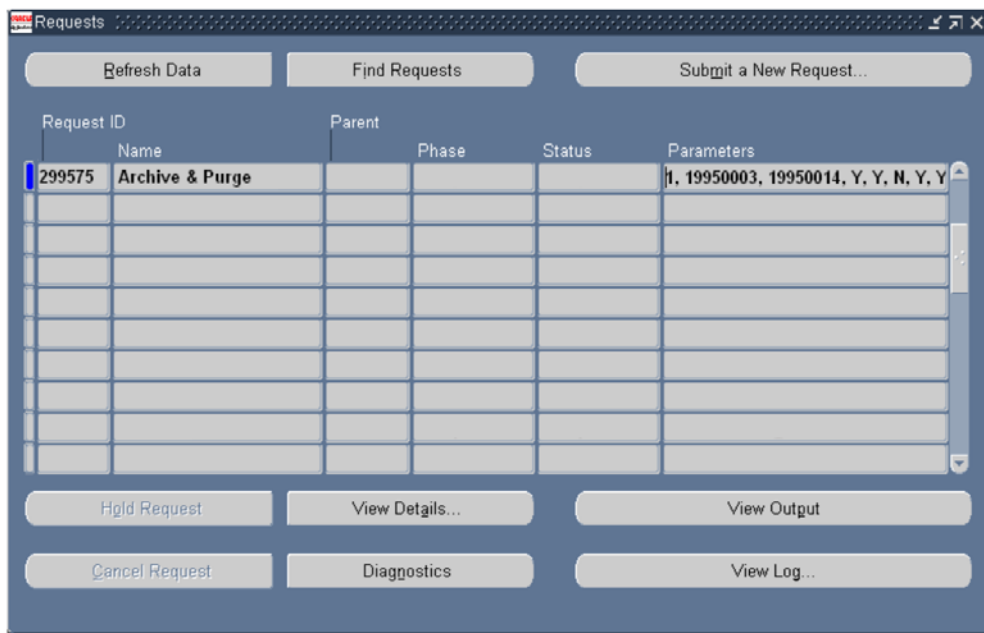 Requests
Refresh Data Find Requests Submit a New Request...
Request ID Parent
Name Phase Status Parameters
299575 Archive & Purge 1, 19950003, 19950014, Y, Y, N, Y, Y
Hold Request View Details... View Output
Cancel Request Diagnostics View Log...